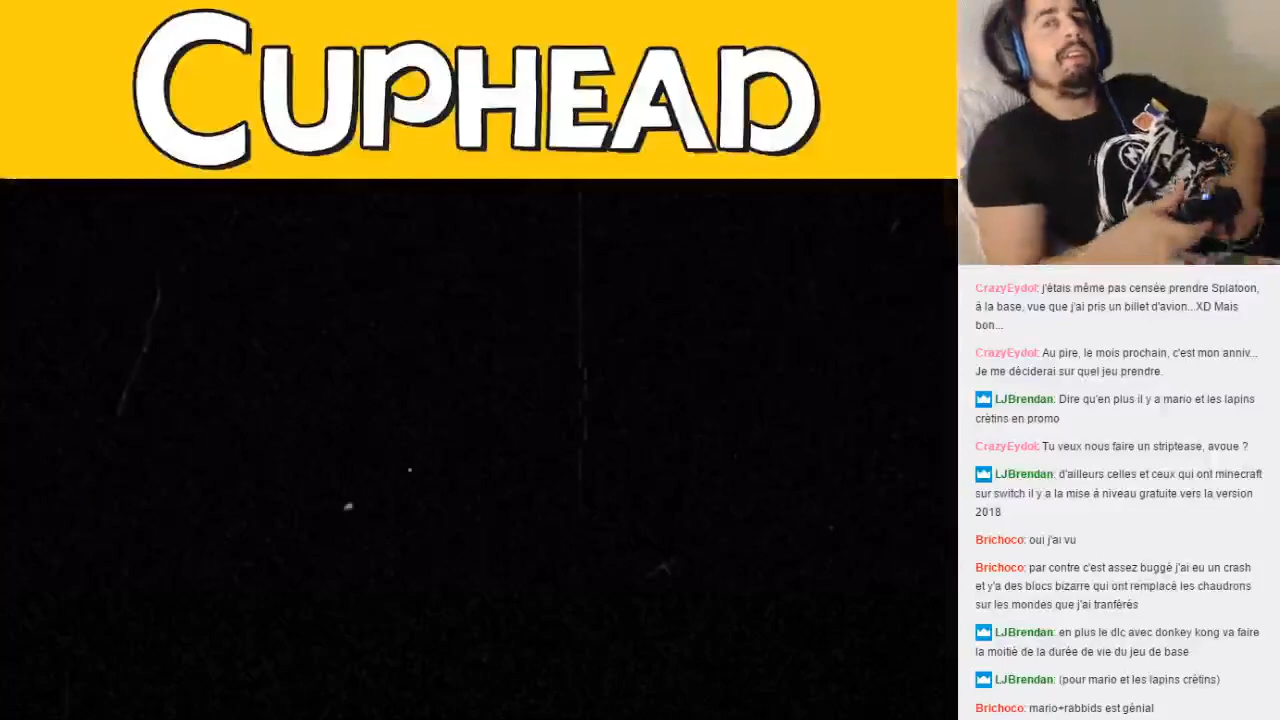 CUPHEAD
CrazyEydol: j'étais même pas censée prendre Splatoon,
à la base, vue que j'ai pris un billet d'avion...XD Mais
bon...
CrazyEydol: Au pire, le mois prochain, c'est mon anniv...
Je me déciderai sur quel jeu prendre.
LJBrendan: Dire qu'en plus il y a mario et les lapins
crétins en promo
CrazyEydol: Tu veux nous faire un striptease, avoue ?
LJBrendan: d'ailleurs celles et ceux qui ont minecraft
sur switch il y a la mise à niveau gratuite vers la version
2018
Brichoco: oui j'ai vu
Brichoco: par contre c'est assez buggé j'ai eu un crash
et y'a des blocs bizarre qui ont remplacé les chaudrons
sur les mondes que j'ai tranférés
LJBrendan: en plus le dlc avec donkey kong va faire
la moitié de la durée de vie du jeu de base
LJBrendan: (pour mario et les lapins crétins)
Brichoco: mario+rabbids est génial